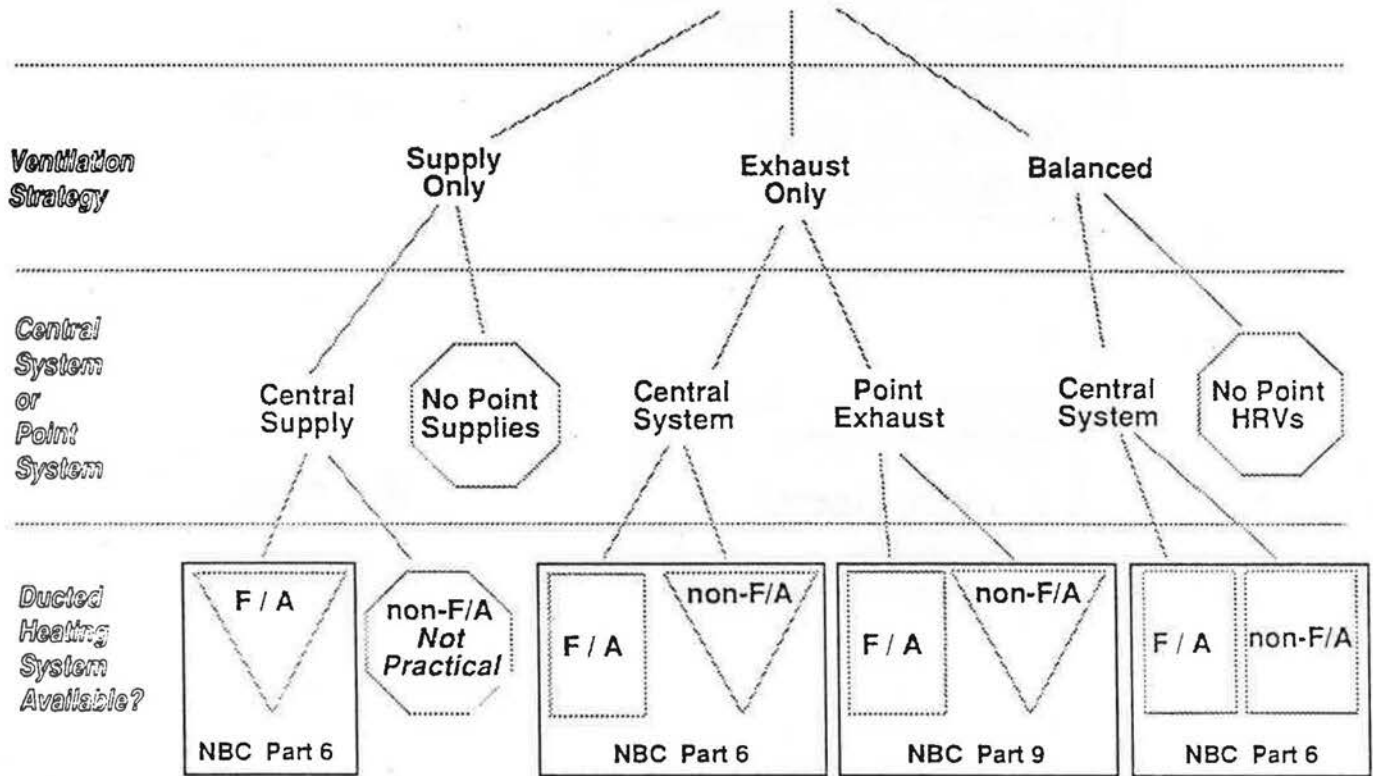 Ventilation
Strategy
Supply
Only
Exhaust
Only
Balanced
Central
System
or
Point
System
Central
Supply
No Point
Supplies
Central
System
Point
Exhaust
Central
System
No Point
HRVs
Ducted
Heating
System
Available?
F / A
non-F/A
Not
Practical
F / A
non-F/A
F / A
non-F/A
F / A
non-F/A
NBC Part 6
NBC Part 6
NBC Part 9
NBC Part 6